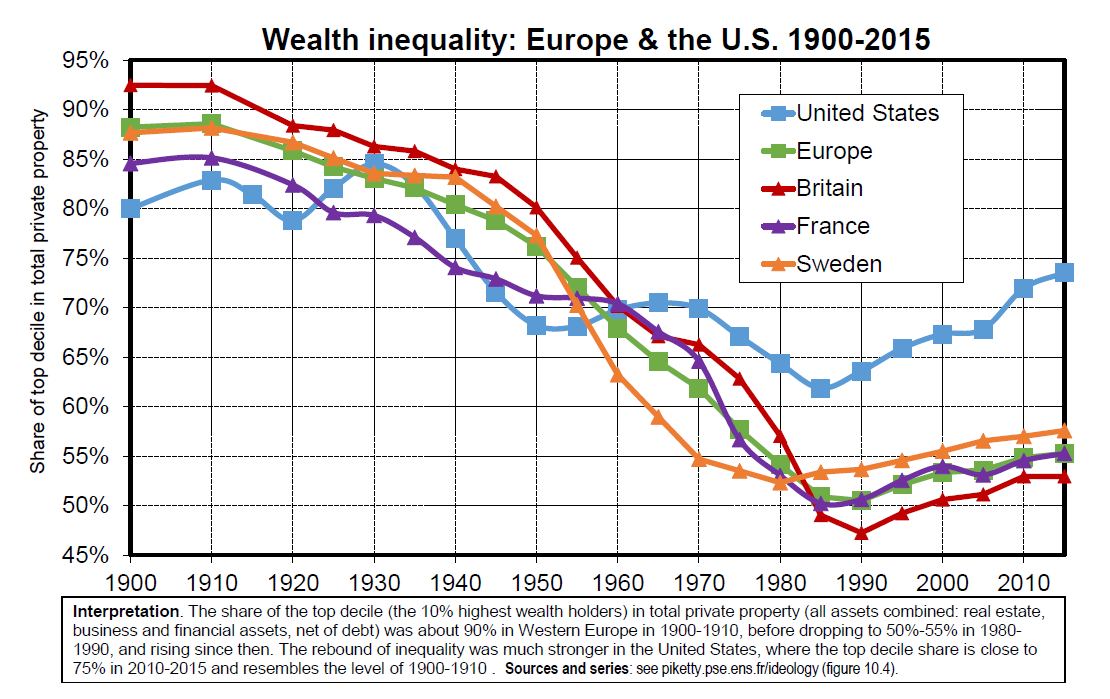 Wealth inequality: Europe & the U.S. 1900-2015
Share of top decile in total private property
95%
90%
85%
80%
75%
70%
65%
60%
55%
50%
45%
United States
Europe
Britain
France
Sweden
1900 1910 1920 1930 1940 1950 1960 1970 1980 1990 2000 2010
Interpretation. The share of the top decile (the 10% highest wealth holders) in total private property (all assets combined: real estate,
business and financial assets, net of debt) was about 90% in Western Europe in 1900-1910, before dropping to 50%-55% in 1980-
1990, and rising since then. The rebound of inequality was much stronger in the United States, where the top decile share is close to
75% in 2010-2015 and resembles the level of 1900-1910 . Sources and series: see piketty.pse.ens.fr/ideology (figure 10.4).